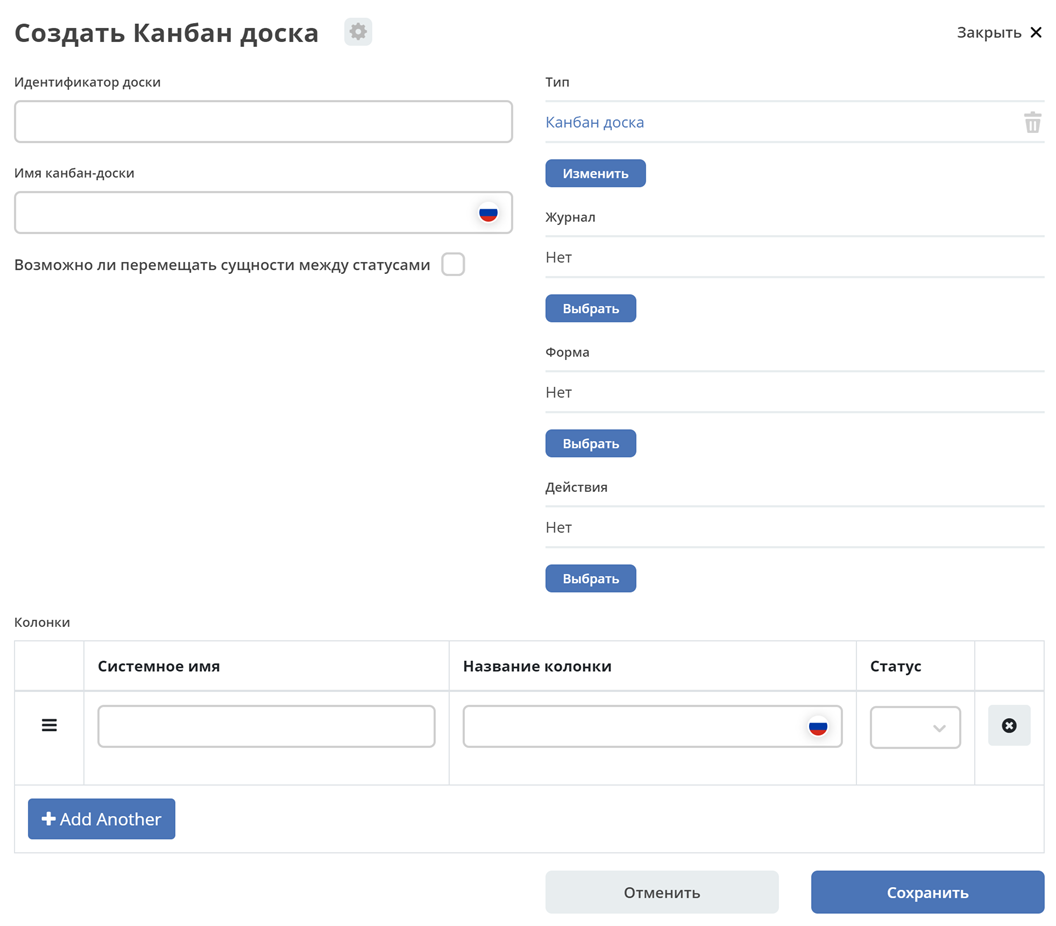 Создать Канбан доска
Закрыть
Идентификатор доски
Имя канбан-доски
Возможно ли перемещать сущности между статусами
Тип
Канбан доска
Изменить
Журнал
Нет
Выбрать
Форма
Нет
Выбрать
Действия
Нет
Выбрать
Колонки
Системное имя
Название колонки
Статус
Add Another
Отменить
Сохранить